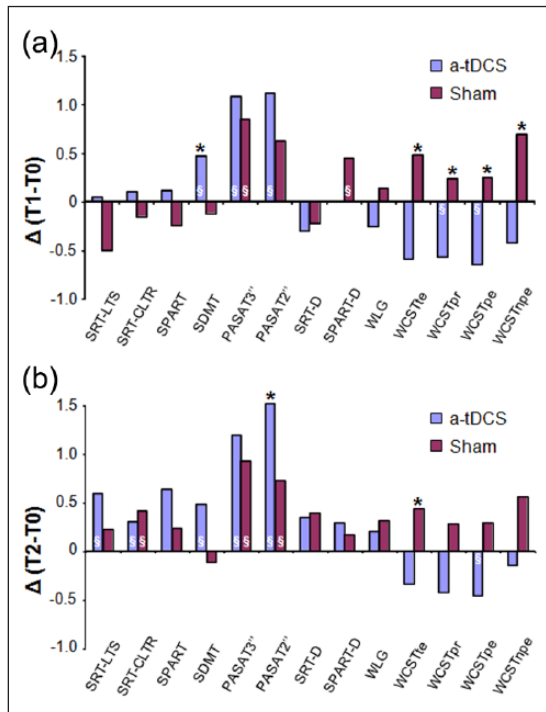 (a)
a-tDCS
Sham
Δ (T1-T0)
1.5
1.0
0.5
0
-0.5
-1.0
*
*
*
*
*
§
§ §
§
§
§
§
SRT-LTS
SRT-CLTR
SPART
SDMT
PASAT3"
PASAT2"
SRT-D
SPART-D
WLG
WCSTte
WCSTpr
WCSTpe
WCSTnpe
(b)
a-tDCS
Sham
Δ (T2-T0)
1.5
1.0
0.5
0
-0.5
-1.0
*
*
§
§ §
§
§ §
§ §
§
SRT-LTS
SRT-CLTR
SPART
SDMT
PASAT3"
PASAT2"
SRT-D
SPART-D
WLG
WCSTte
WCSTpr
WCSTpe
WCSTnpe